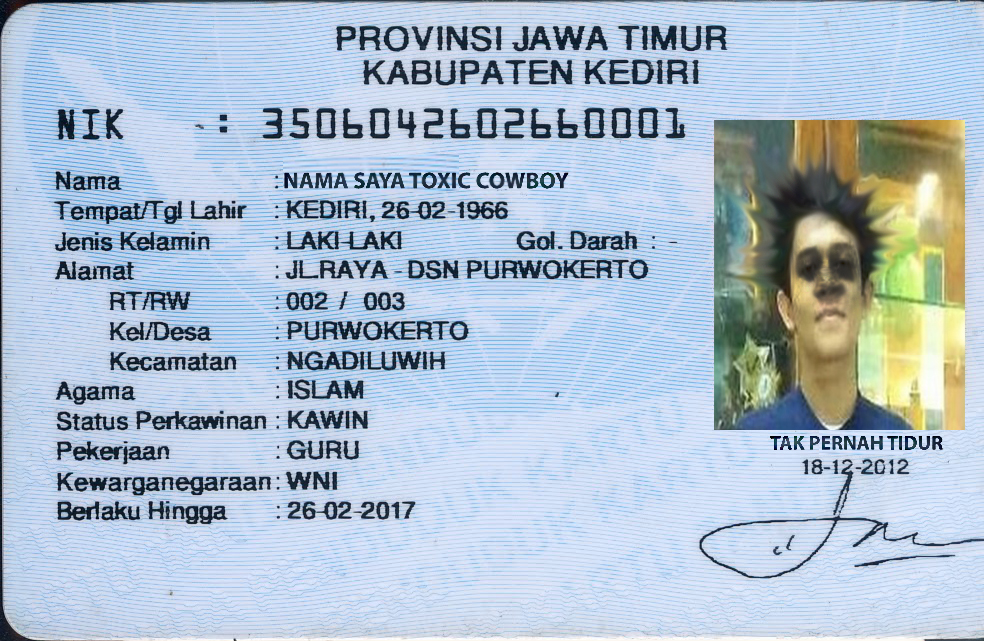 PROVINSI JAWA TIMUR
KABUPATEN KEDIRI
NIK : 3506042602660001
Nama : NAMA SAYA TOXIC COWBOY
Tempat/Tgl Lahir : KEDIRI, 26-02-1966
Jenis Kelamin : LAKI-LAKI Gol. Darah : -
Alamat : JL.RAYA - DSN PURWOKERTO
RT/RW : 002 / 003
Kel/Desa : PURWOKERTO
Kecamatan : NGADILUWIH
Agama : ISLAM
Status Perkawinan : KAWIN
Pekerjaan : GURU
Kewarganegaraan : WNI
Berlaku Hingga : 26-02-2017
TAK PERNAH TIDUR
18-12-2012